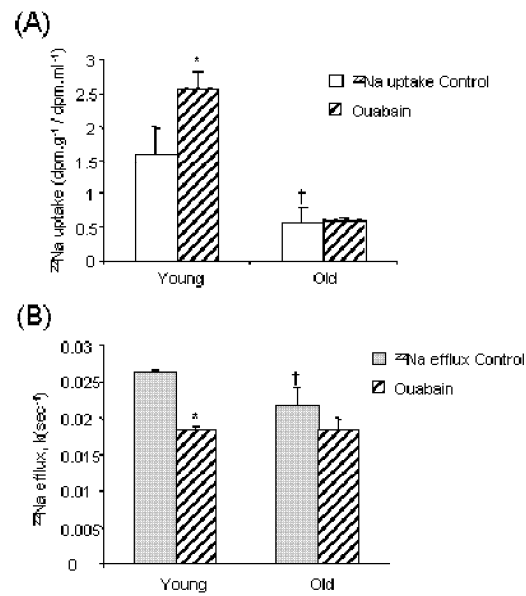 (A)
²²Na uptake (dpm.g⁻¹ / dpm.ml⁻¹)
3
2.5
2
1.5
1
0.5
0
*
†
Young
Old
²²Na uptake Control
Ouabain
(B)
²²Na efflux, k(sec⁻¹)
0.03
0.025
0.02
0.015
0.01
0.005
0
*
†
Young
Old
²²Na efflux Control
Ouabain